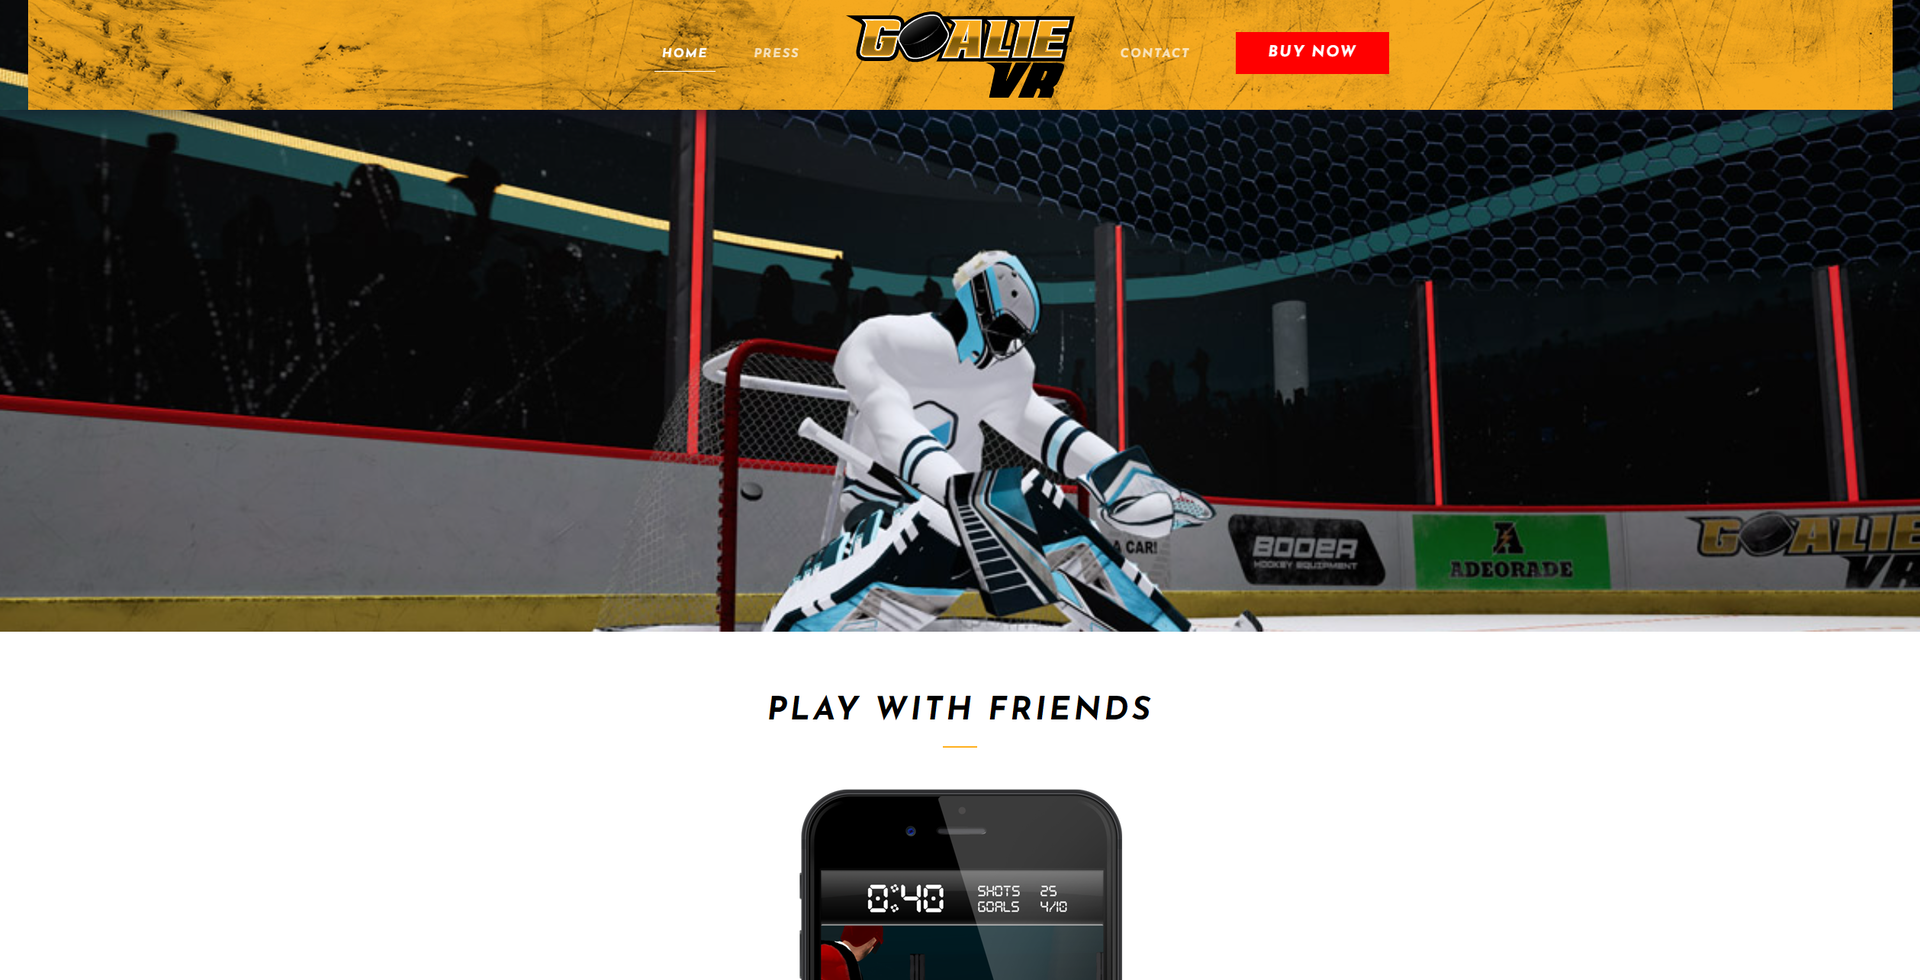 HOME
PRESS
GOALIE
VR
CONTACT
BUY NOW
A CAR!
BODER
HOCKEY EQUIPMENT
A
ADEORADE
GOALIE
VR
PLAY WITH FRIENDS
0:40
SHOTS 25
GOALS 4/10